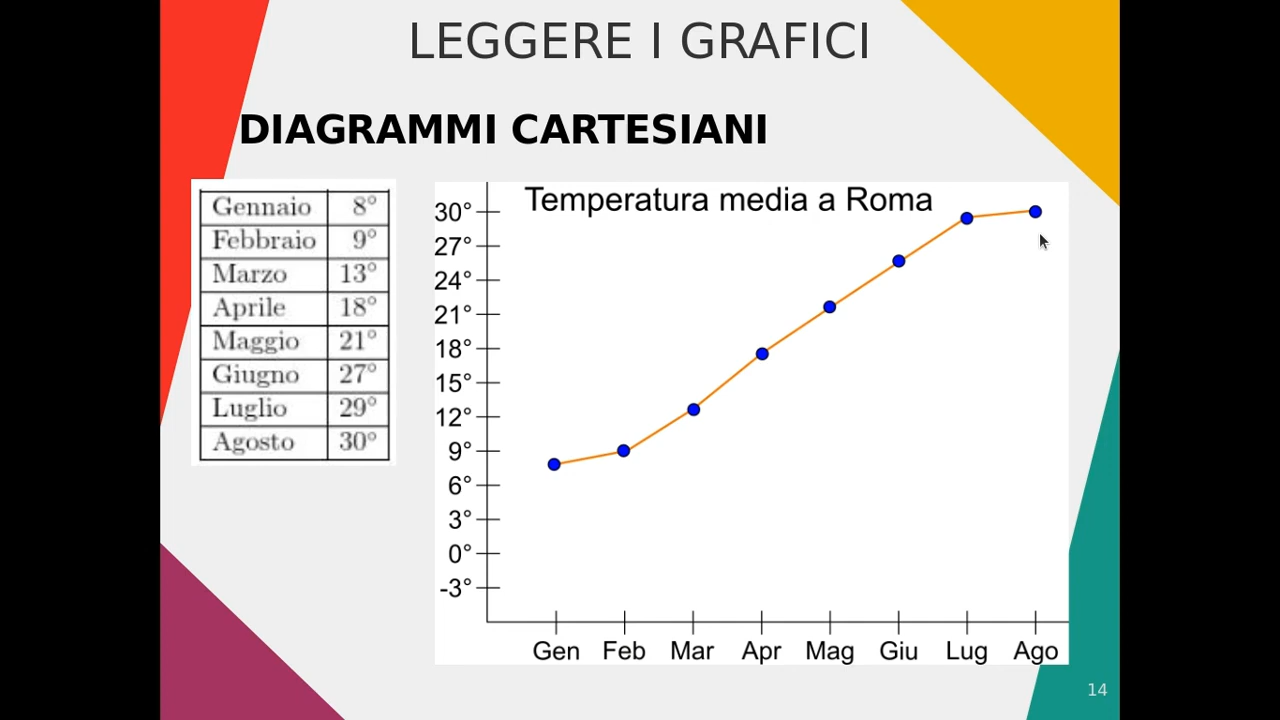 LEGGERE I GRAFICI
DIAGRAMMI CARTESIANI
Gennaio 8°
Febbraio 9°
Marzo 13°
Aprile 18°
Maggio 21°
Giugno 27°
Luglio 29°
Agosto 30°
Temperatura media a Roma
30°
27°
24°
21°
18°
15°
12°
9°
6°
3°
0°
-3°
Gen Feb Mar Apr Mag Giu Lug Ago
14